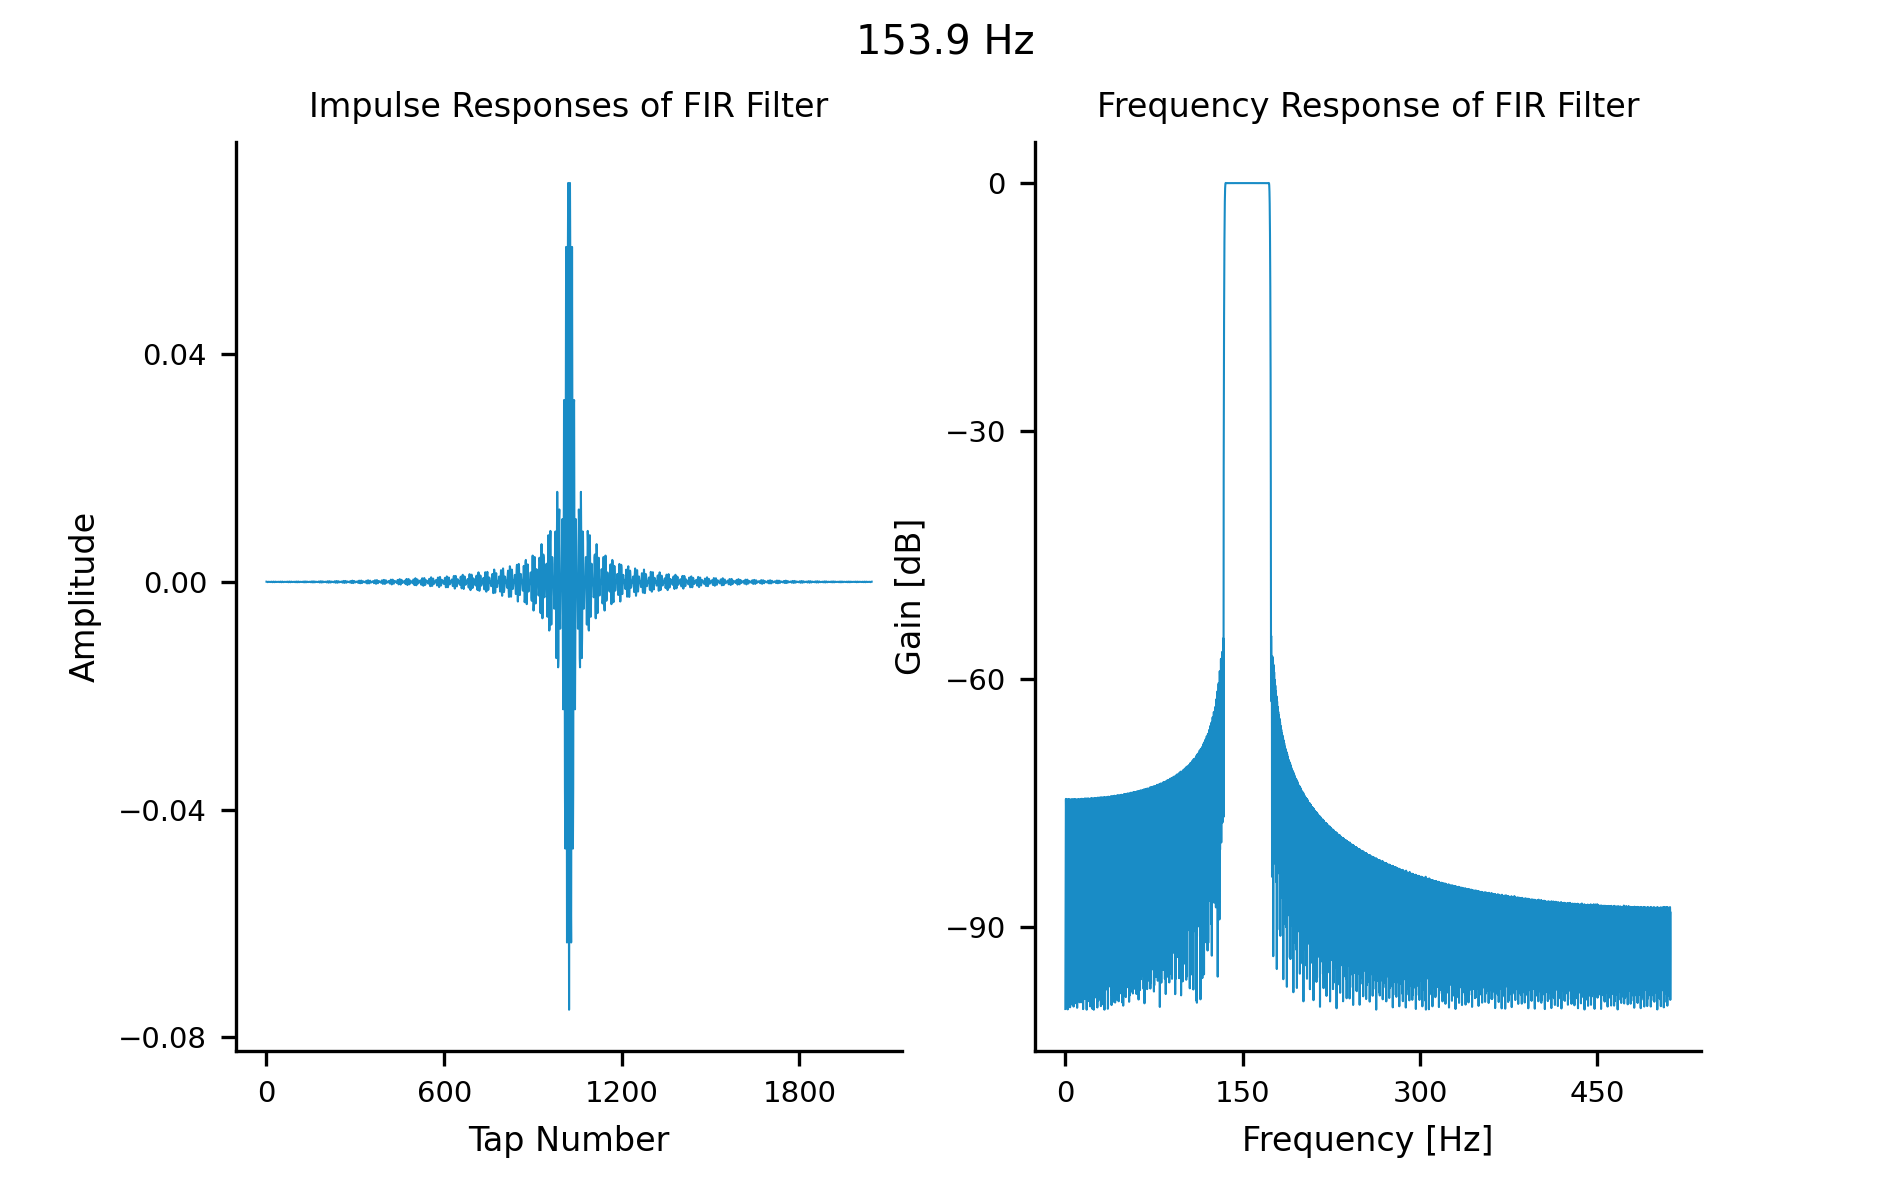 153.9 Hz
Impulse Responses of FIR Filter
Amplitude
0.04
0.00
−0.04
−0.08
0 600 1200 1800
Tap Number
Frequency Response of FIR Filter
Gain [dB]
0
−30
−60
−90
0 150 300 450
Frequency [Hz]